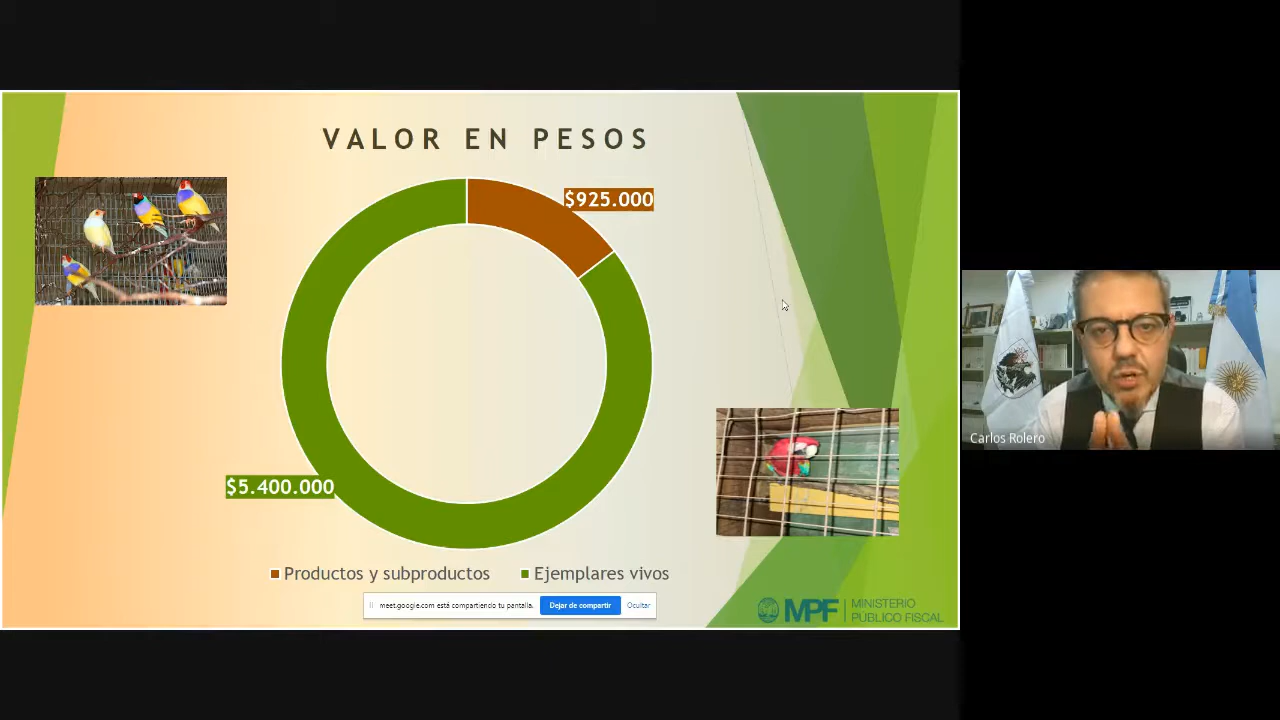 VALOR EN PESOS
$925.000
$5.400.000
Productos y subproductos
Ejemplares vivos
meet.google.com está compartiendo tu pantalla.
Dejar de compartir
Ocultar
MPF
MINISTERIO
PÚBLICO FISCAL
Carlos Rolero